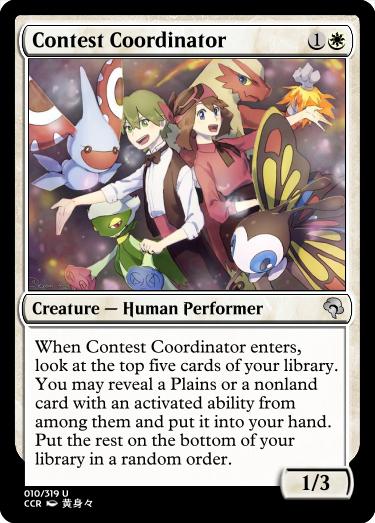 Contest Coordinator 1
Creature — Human Performer
When Contest Coordinator enters,
look at the top five cards of your library.
You may reveal a Plains or a nonland
card with an activated ability from
among them and put it into your hand.
Put the rest on the bottom of your
library in a random order.
1/3
010/319 U
CCR 黄身々